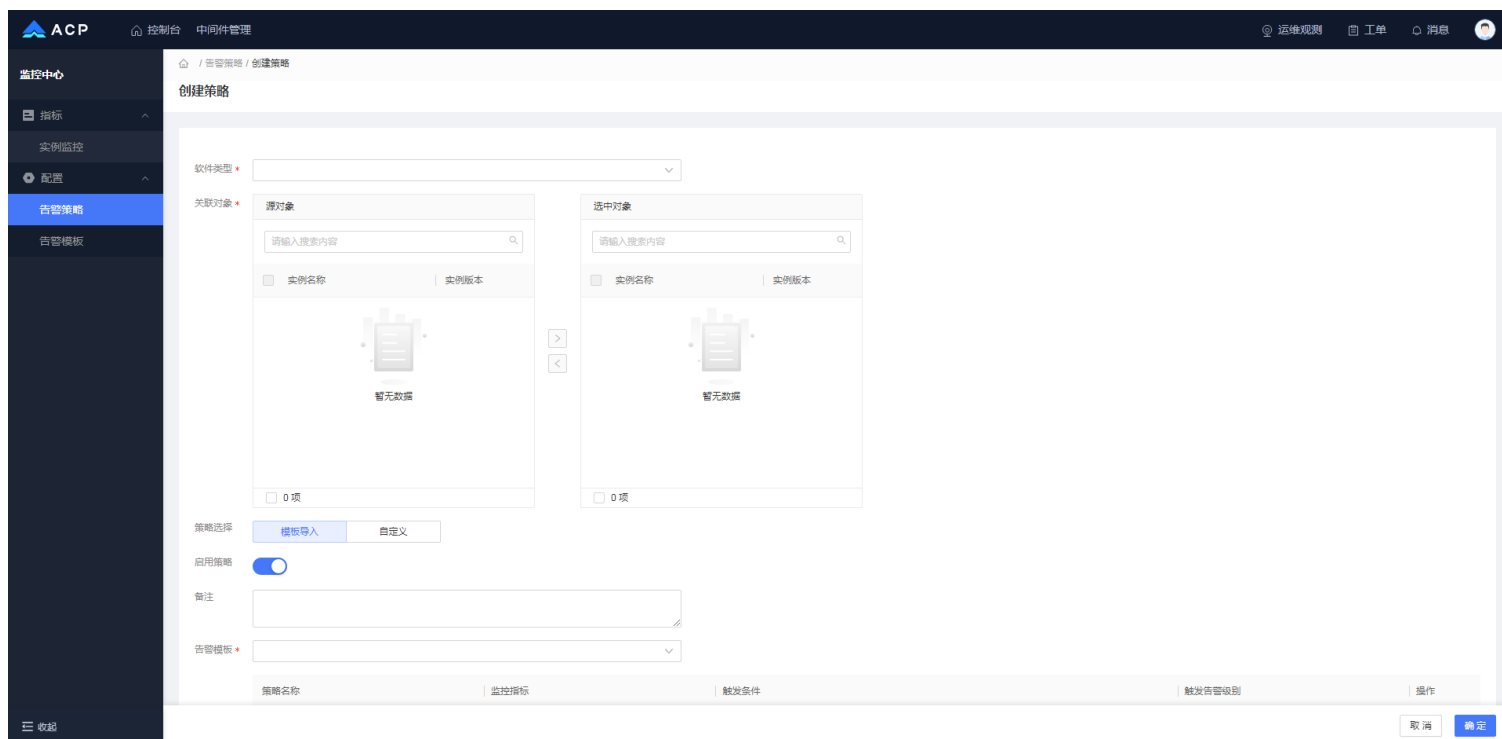 ACP 控制台 中间件管理 运维观测 工单 消息
监控中心
指标
实例监控
配置
告警策略
告警模板
收起
/ 告警策略 / 创建策略
创建策略
软件类型 *
关联对象 *
源对象
请输入搜索内容
实例名称 实例版本
暂无数据
0 项
选中对象
请输入搜索内容
实例名称 实例版本
暂无数据
0 项
策略选择 模板导入 自定义
启用策略
备注
告警模板 *
策略名称 监控指标 触发条件 触发告警级别 操作
取消 确定